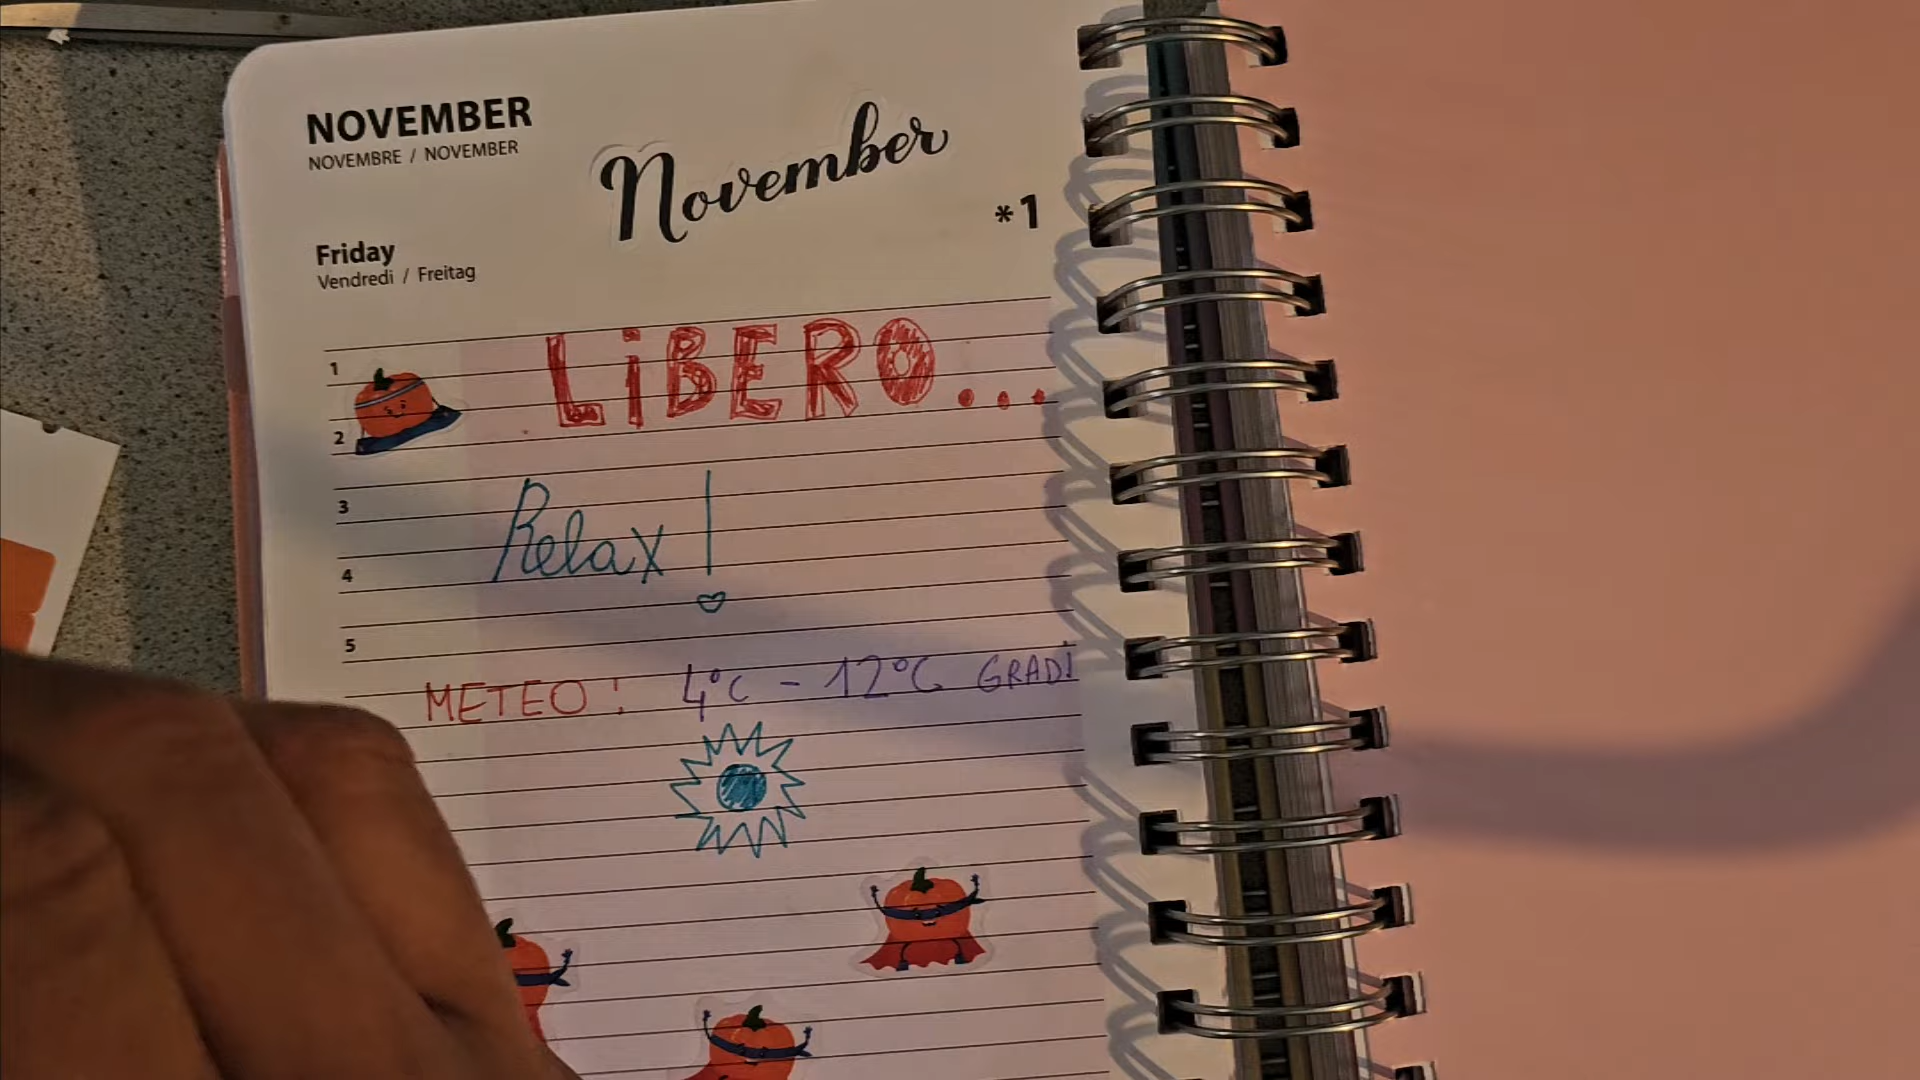 NOVEMBER
NOVEMBRE / NOVEMBER
November
*1
Friday
Vendredi / Freitag
1
LiBERO...
2
3
Relax!
4
5
METEO: 4°C - 12°C GRADI